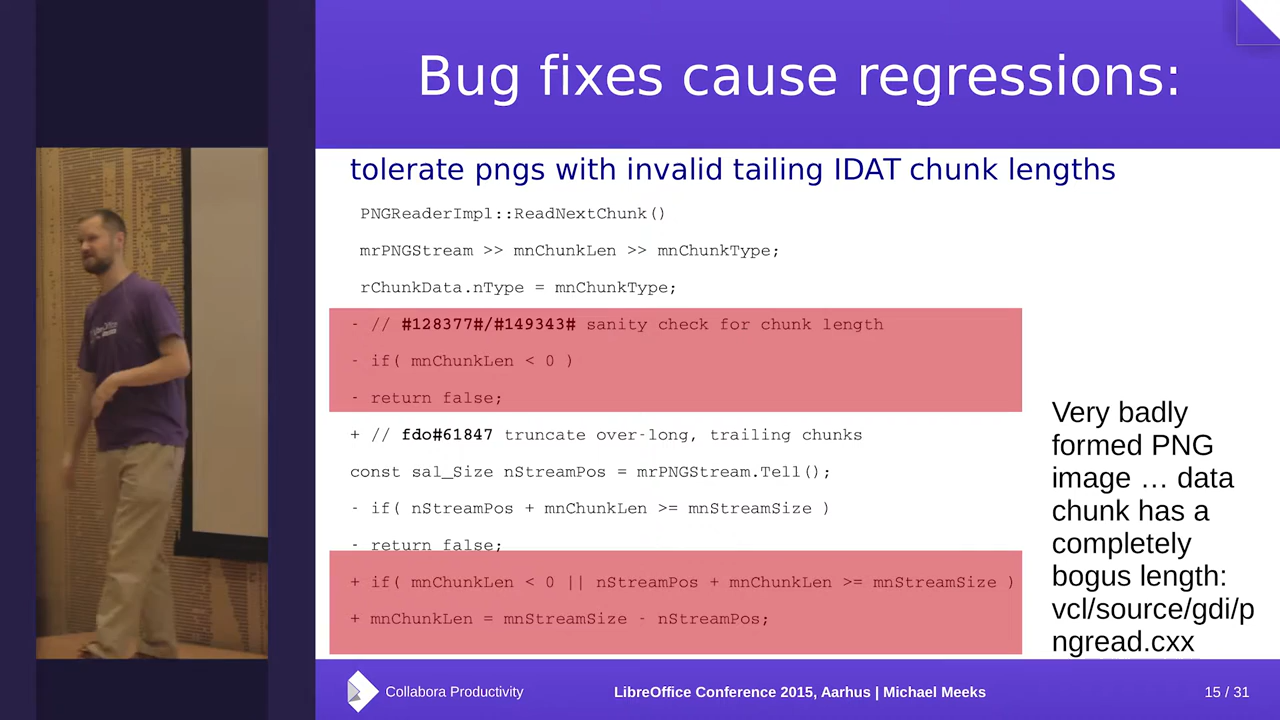 Bug fixes cause regressions:
tolerate pngs with invalid tailing IDAT chunk lengths
PNGReaderImpl::ReadNextChunk()
mrPNGStream >> mnChunkLen >> mnChunkType;
rChunkData.nType = mnChunkType;
- // #128377#/#149343# sanity check for chunk length
- if( mnChunkLen < 0 )
- return false;
+ // fdo#61847 truncate over-long, trailing chunks
const sal_Size nStreamPos = mrPNGStream.Tell();
- if( nStreamPos + mnChunkLen >= mnStreamSize )
- return false;
+ if( mnChunkLen < 0 || nStreamPos + mnChunkLen >= mnStreamSize )
+ mnChunkLen = mnStreamSize - nStreamPos;
Very badly
formed PNG
image … data
chunk has a
completely
bogus length:
vcl/source/gdi/p
ngread.cxx
Collabora Productivity
LibreOffice Conference 2015, Aarhus | Michael Meeks
15 / 31